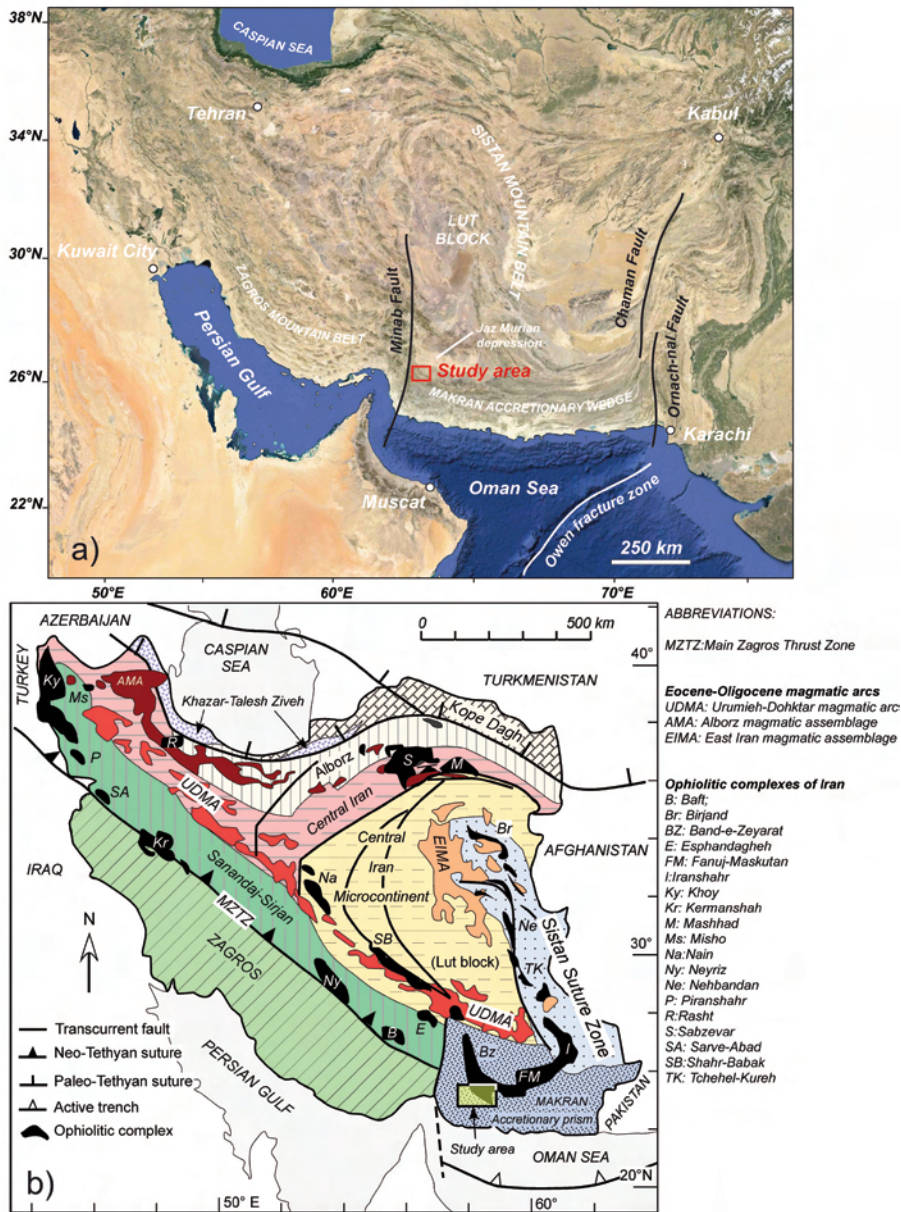 38°N
CASPIAN SEA
Tehran
Kabul
34°N
SISTAN MOUNTAIN BELT
LUT
BLOCK
Kuwait City
30°N
ZAGROS MOUNTAIN BELT
Minab Fault
Chaman Fault
Jaz Murian
depression
Persian Gulf
Study area
26°N
Ornach-nal Fault
MAKRAN ACCRETIONARY WEDGE
Karachi
Oman Sea
Muscat
22°N
Owen fracture zone
250 km
a)
50°E
60°E
70°E
AZERBAIJAN
0 500 km
ABBREVIATIONS:
MZTZ:Main Zagros Thrust Zone
Eocene-Oligocene magmatic arcs
UDMA: Urumieh-Dohktar magmatic arc
AMA: Alborz magmatic assemblage
EIMA: East Iran magmatic assemblage
Ophiolitic complexes of Iran
B: Baft;
Br: Birjand
BZ: Band-e-Zeyarat
E: Esphandagheh
FM: Fanuj-Maskutan
I:Iranshahr
Ky: Khoy
Kr: Kermanshah
M: Mashhad
Ms: Misho
Na:Nain
Ny: Neyriz
Ne: Nehbandan
P: Piranshahr
R:Rasht
S:Sabzevar
SA: Sarve-Abad
SB:Shahr-Babak
TK: Tchehel-Kureh
TURKEY
CASPIAN
SEA
40°
TURKMENISTAN
Ky
Ms
AMA
Khazar-Talesh Ziveh
Kope Dagh
R
P
Alborz
S
M
SA
UDMA
Central Iran
Central
Iran
Microcontinent
EIMA
Br
AFGHANISTAN
IRAQ
Kr
Sanandaj-Sirjan
Na
MZTZ
N
ZAGROS
SB
(Lut block)
Ne
TK
Sistan Suture Zone
30°
Ny
B
E
UDMA
Bz
I
FM
MAKRAN
Accretionary prism
PAKISTAN
Study area
PERSIAN GULF
OMAN SEA
20°N
Transcurrent fault
Neo-Tethyan suture
Paleo-Tethyan suture
Active trench
Ophiolitic complex
b)
50° E
60°